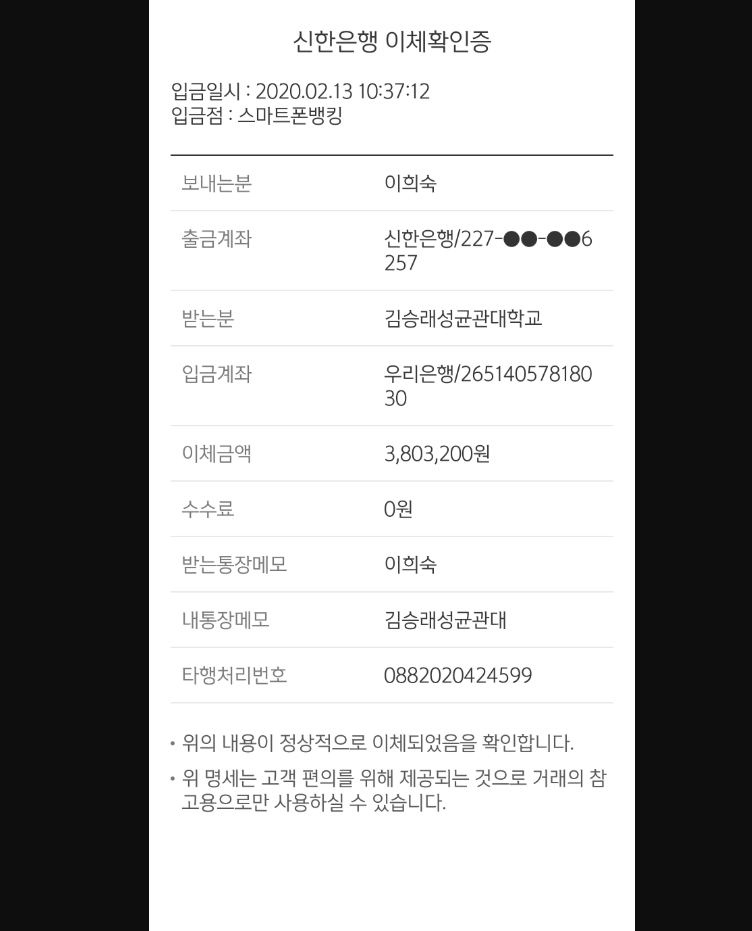 신한은행 이체확인증
입금일시 : 2020.02.13 10:37:12
입금점 : 스마트폰뱅킹
보내는분 이희숙
출금계좌 신한은행/227-●●-●●6
257
받는분 김승래성균관대학교
입금계좌 우리은행/265140578180
30
이체금액 3,803,200원
수수료 0원
받는통장메모 이희숙
내통장메모 김승래성균관대
타행처리번호 0882020424599
• 위의 내용이 정상적으로 이체되었음을 확인합니다.
• 위 명세는 고객 편의를 위해 제공되는 것으로 거래의 참
고용으로만 사용하실 수 있습니다.